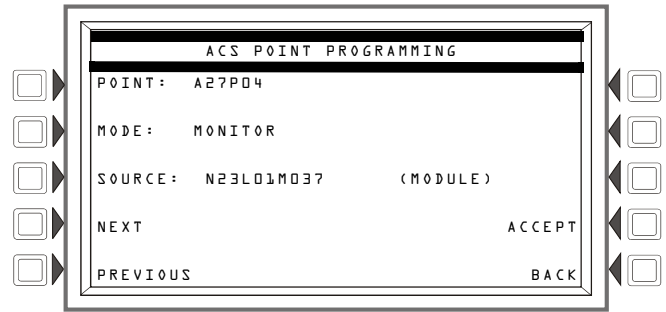 ACS POINT PROGRAMMING
POINT: A27P04
MODE: MONITOR
SOURCE: N23L01M037 (MODULE)
NEXT ACCEPT
PREVIOUS BACK